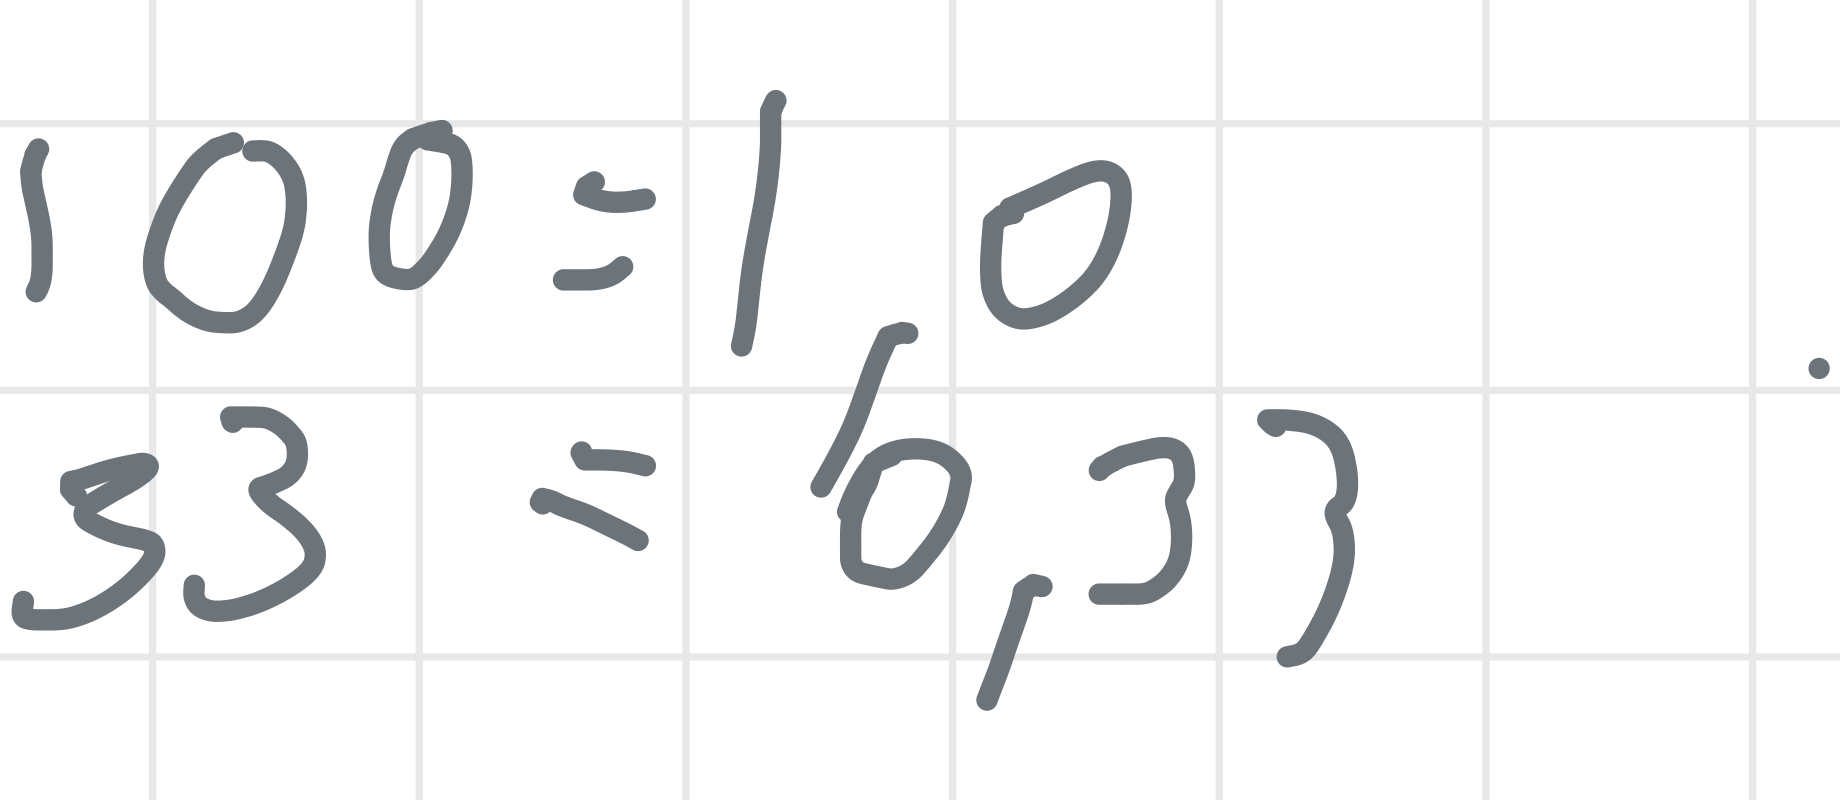 100 = 1,0
33 = 0,33